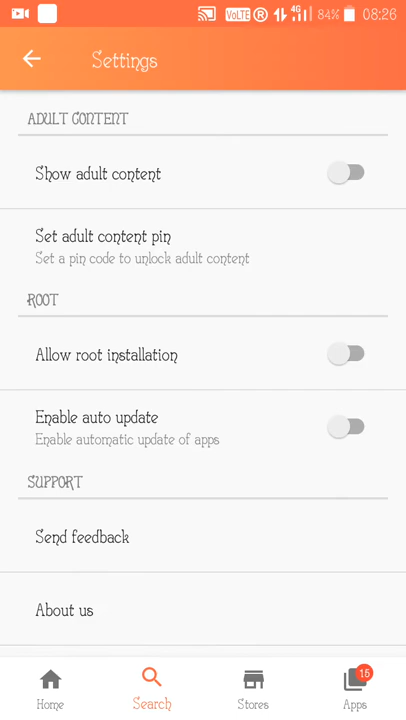 VoLTE R 4G 84% 08:26
Settings
ADULT CONTENT
Show adult content
Set adult content pin
Set a pin code to unlock adult content
ROOT
Allow root installation
Enable auto update
Enable automatic update of apps
SUPPORT
Send feedback
About us
15
Home Search Stores Apps